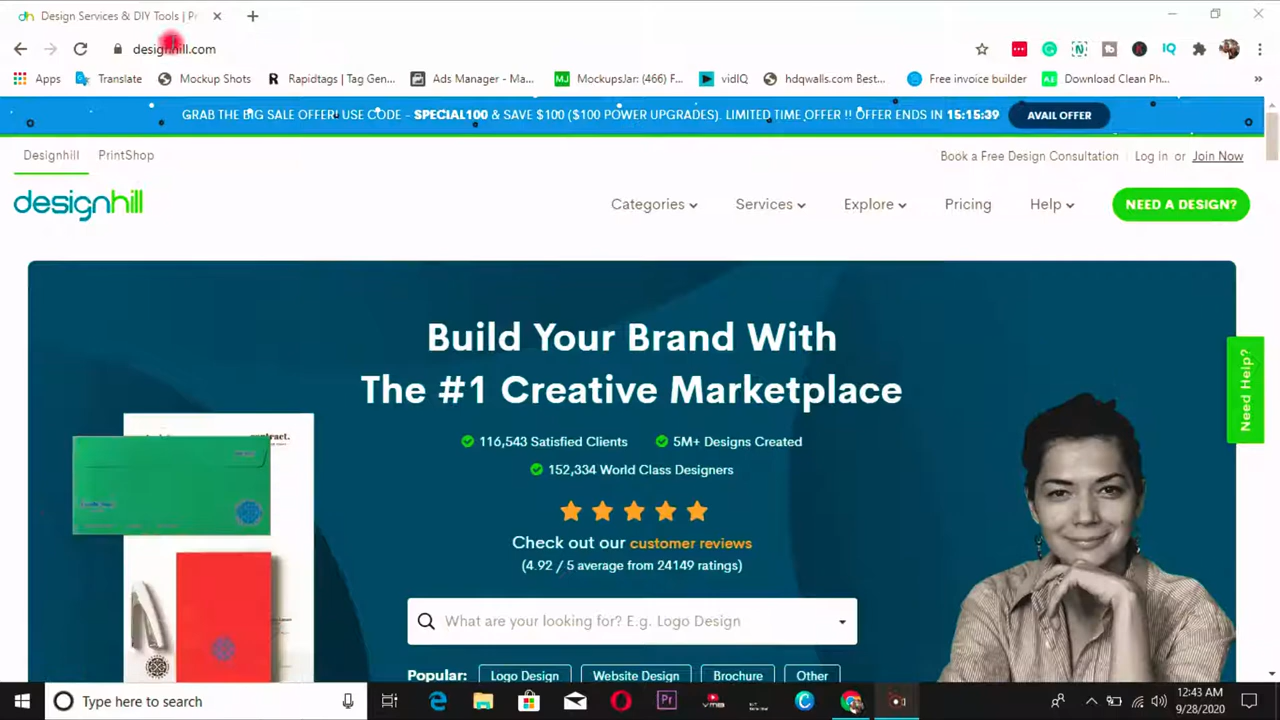 Design Services & DIY Tools | Pr
designhill.com
Apps Translate Mockup Shots Rapidtags | Tag Gen... Ads Manager - Ma... MockupsJar: (466) F... vidIQ hdqwalls.com Best... Free invoice builder Download Clean Ph... »
GRAB THE BIG SALE OFFER! USE CODE - SPECIAL100 & SAVE $100 ($100 POWER UPGRADES). LIMITED TIME OFFER !! OFFER ENDS IN 15:15:39 AVAIL OFFER
Designhill PrintShop Book a Free Design Consultation Log In or Join Now
designhill Categories Services Explore Pricing Help NEED A DESIGN?
Build Your Brand With
The #1 Creative Marketplace
116,543 Satisfied Clients 5M+ Designs Created
152,334 World Class Designers
Check out our customer reviews
(4.92 / 5 average from 24149 ratings)
What are your looking for? E.g. Logo Design
Popular: Logo Design Website Design Brochure Other
Need Help?
contract.
Type here to search
12:43 AM
9/28/2020